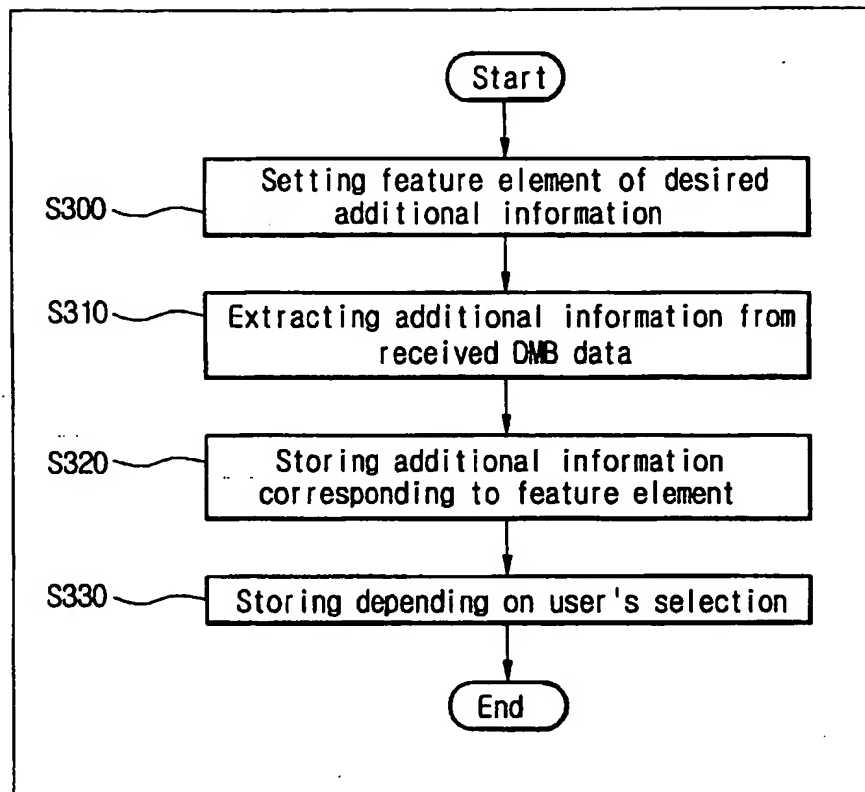 Start
Setting feature element of desired
additional information
S300
S310
Extracting additional information from
received DMB data
S320
Storing additional information
corresponding to feature element
S330
Storing depending on user's selection
End